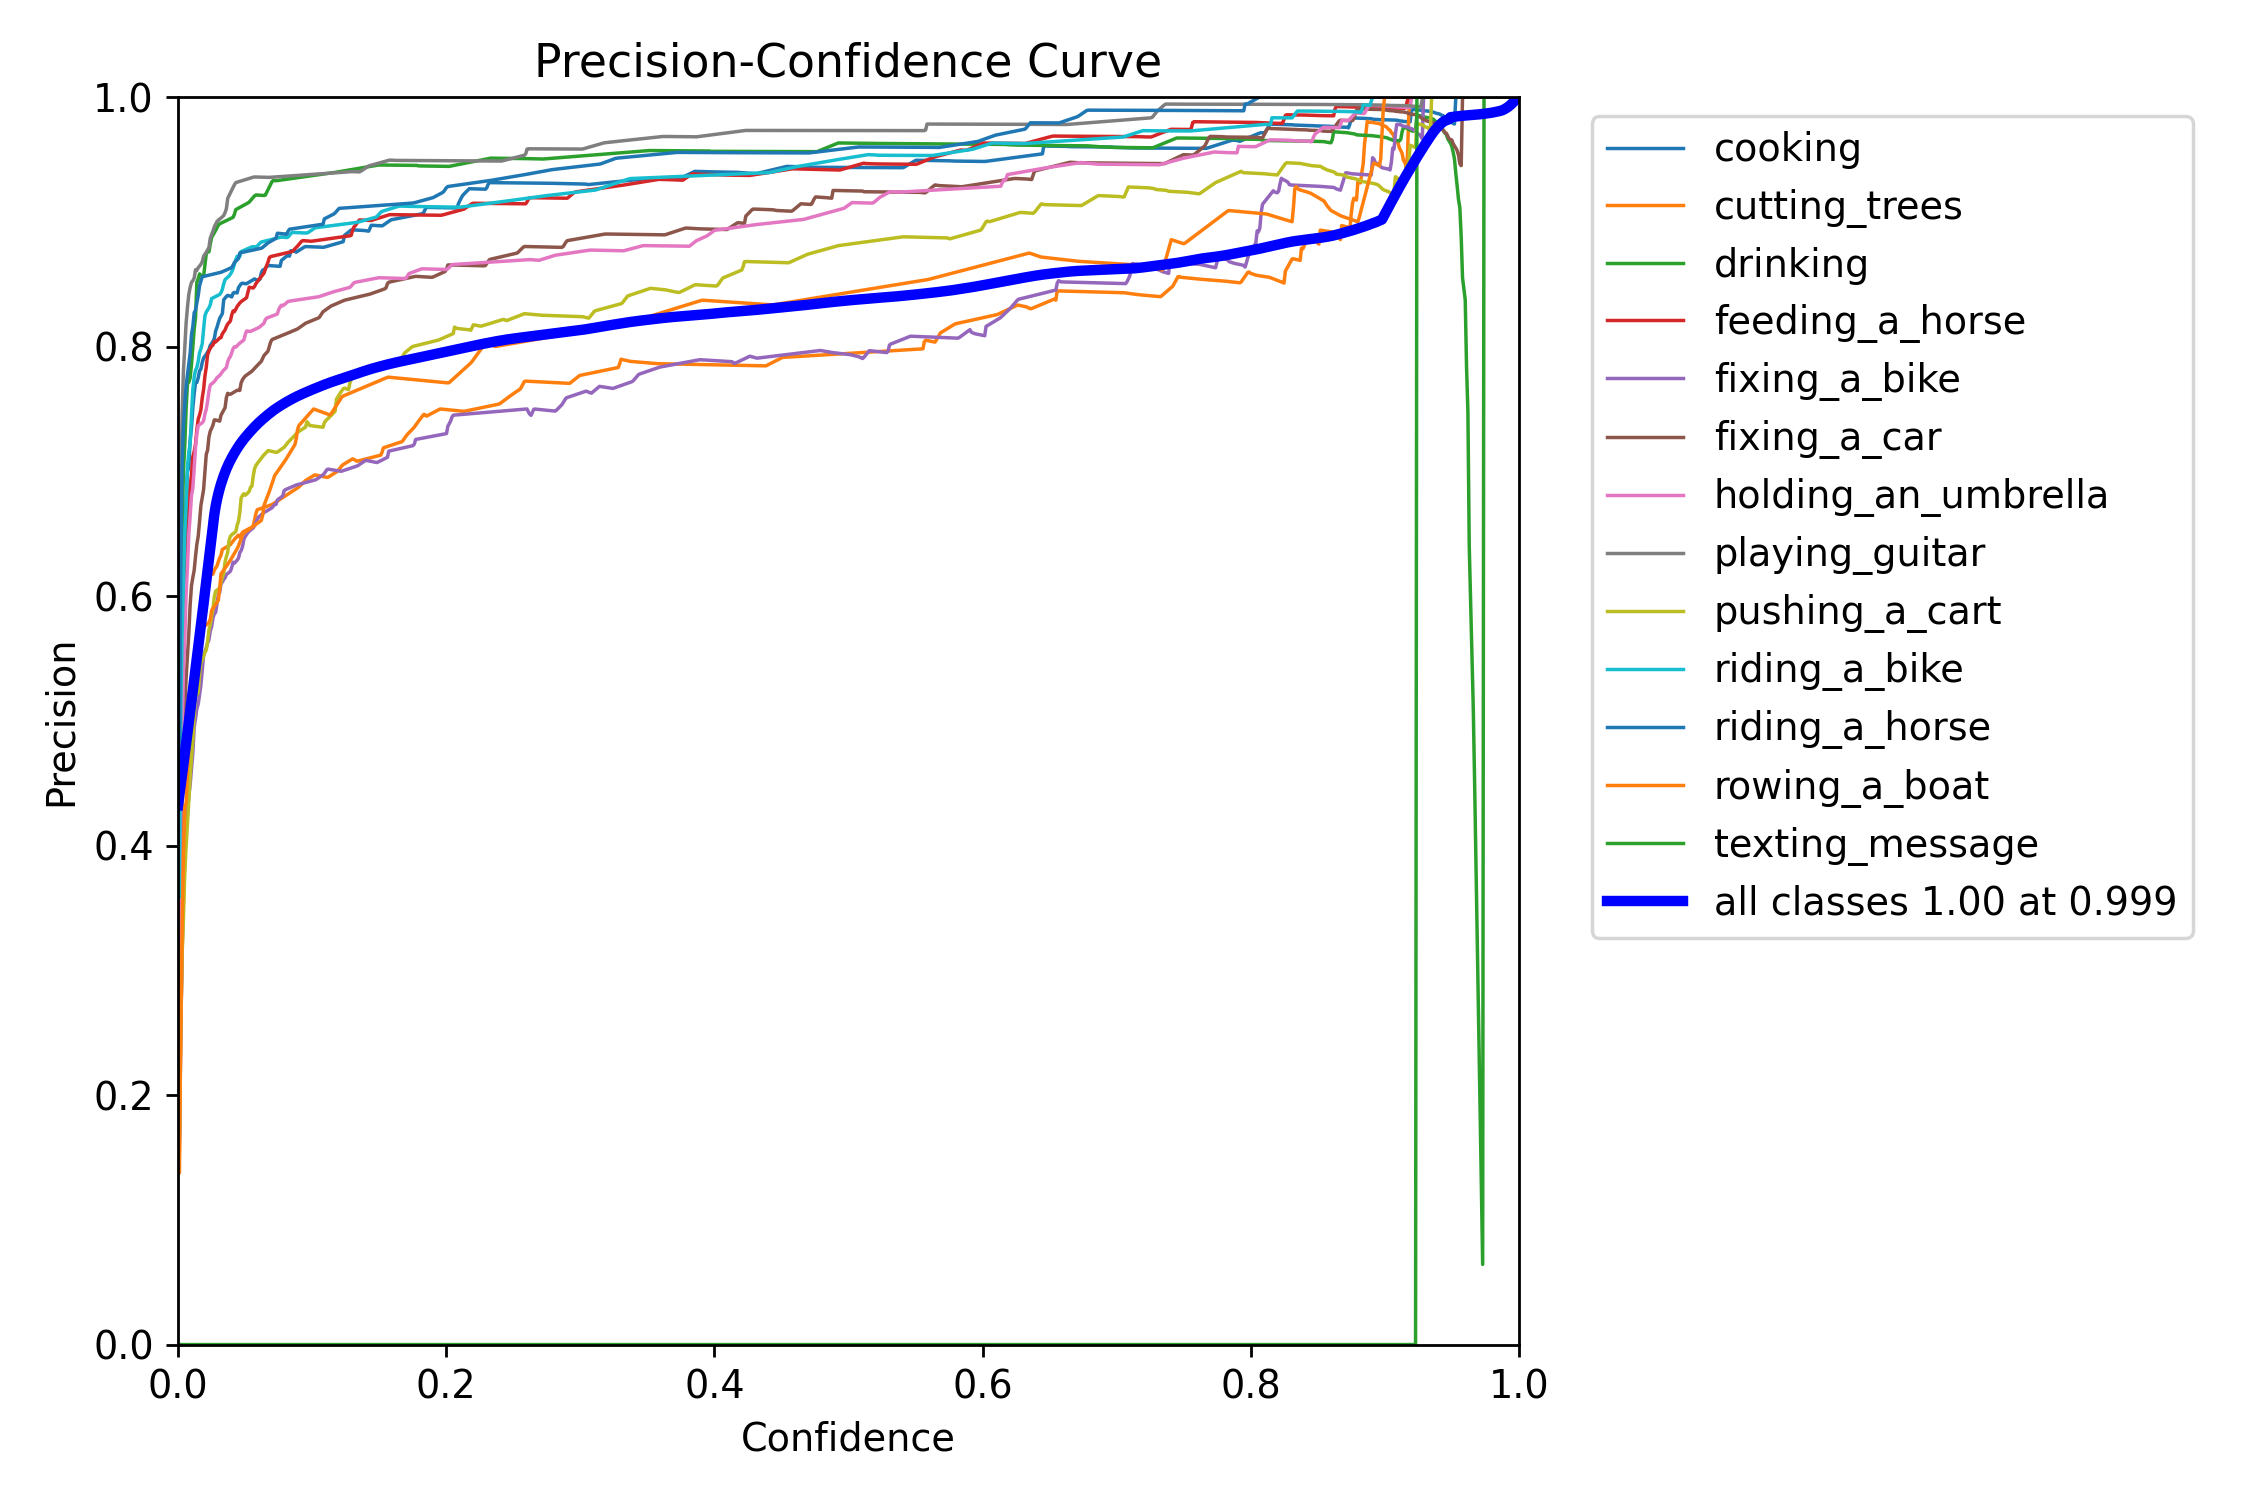 Precision-Confidence Curve
1.0
0.8
0.6
0.4
0.2
0.0
Precision
0.0 0.2 0.4 0.6 0.8 1.0
Confidence
cooking
cutting_trees
drinking
feeding_a_horse
fixing_a_bike
fixing_a_car
holding_an_umbrella
playing_guitar
pushing_a_cart
riding_a_bike
riding_a_horse
rowing_a_boat
texting_message
all classes 1.00 at 0.999